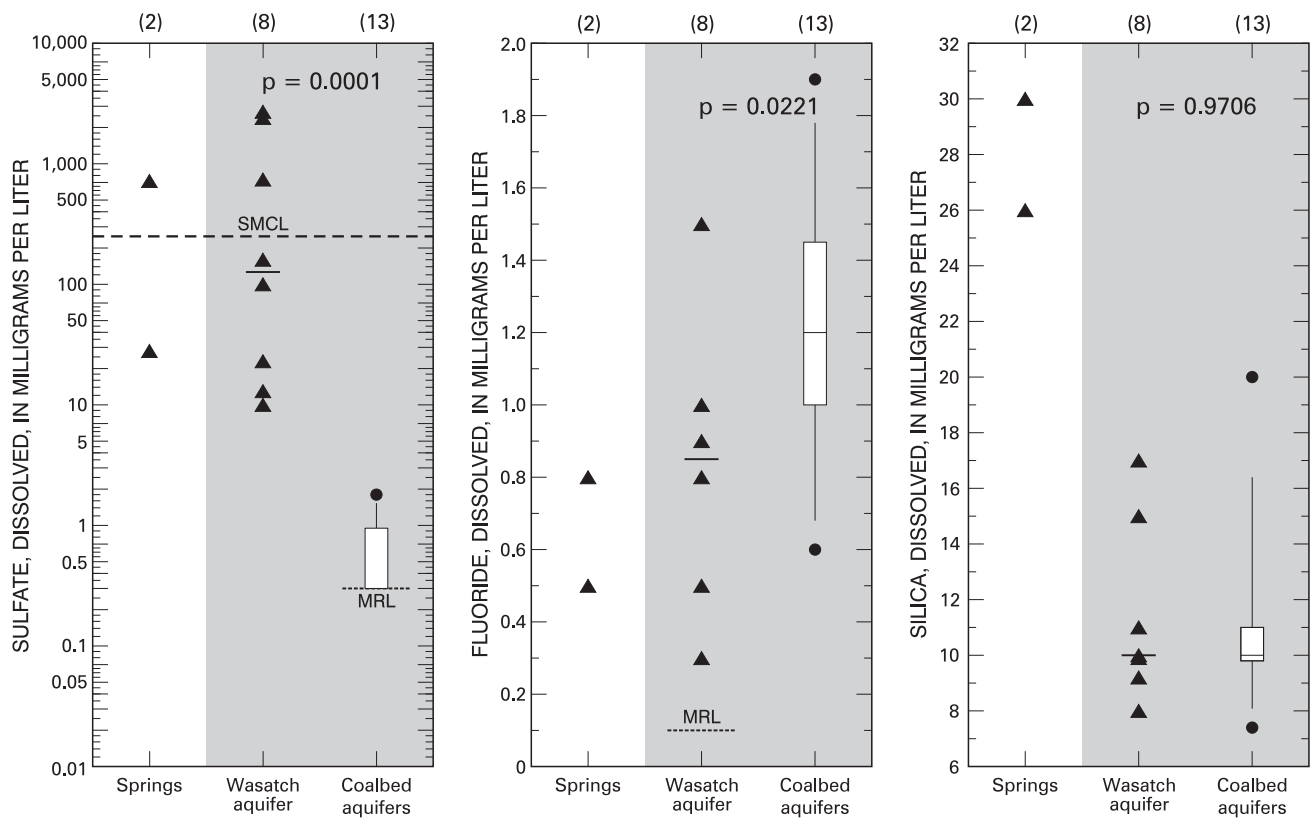 (2) (8) (13)
SULFATE, DISSOLVED, IN MILLIGRAMS PER LITER
10,000
5,000
1,000
500
100
50
10
5
1
0.5
0.1
0.05
0.01
p = 0.0001
SMCL
MRL
Springs
Wasatch
aquifer
Coalbed
aquifers
(2) (8) (13)
FLUORIDE, DISSOLVED, IN MILLIGRAMS PER LITER
2.0
1.8
1.6
1.4
1.2
1.0
0.8
0.6
0.4
0.2
0
p = 0.0221
MRL
Springs
Wasatch
aquifer
Coalbed
aquifers
(2) (8) (13)
SILICA, DISSOLVED, IN MILLIGRAMS PER LITER
32
30
28
26
24
22
20
18
16
14
12
10
8
6
p = 0.9706
Springs
Wasatch
aquifer
Coalbed
aquifers